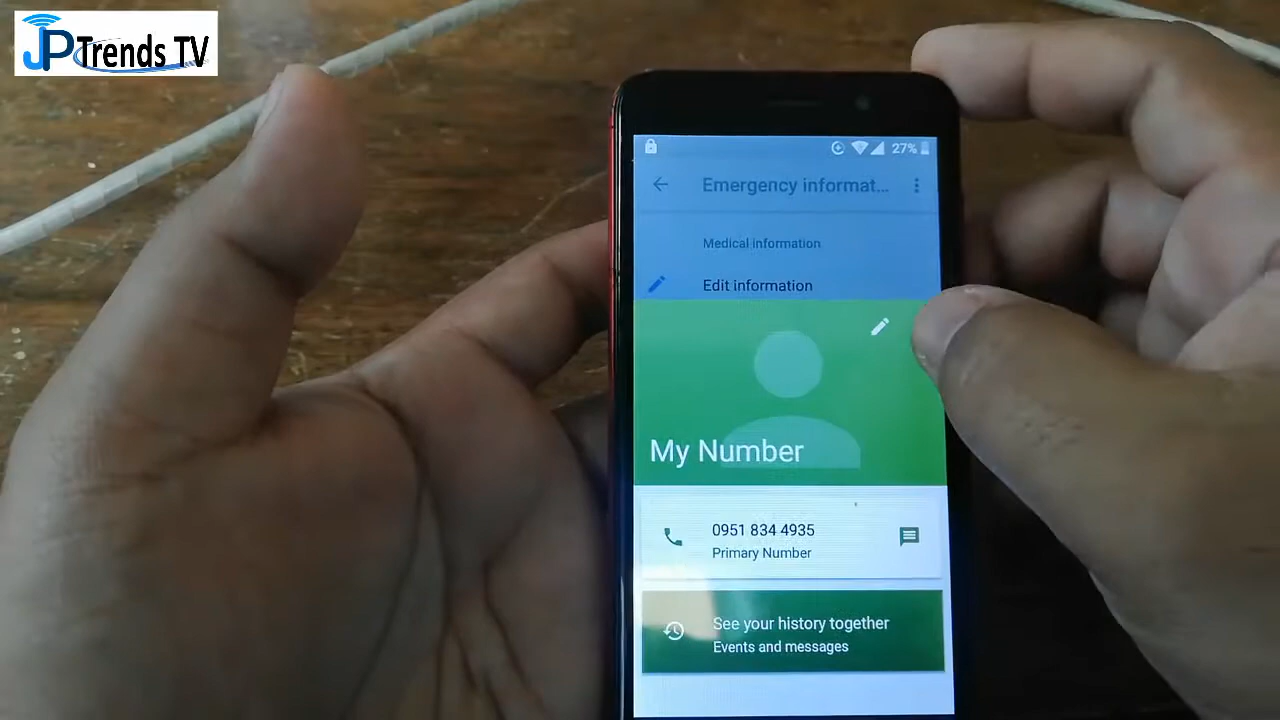 JP Trends TV
27%
Emergency informat...
Medical information
Edit information
My Number
0951 834 4935
Primary Number
See your history together
Events and messages